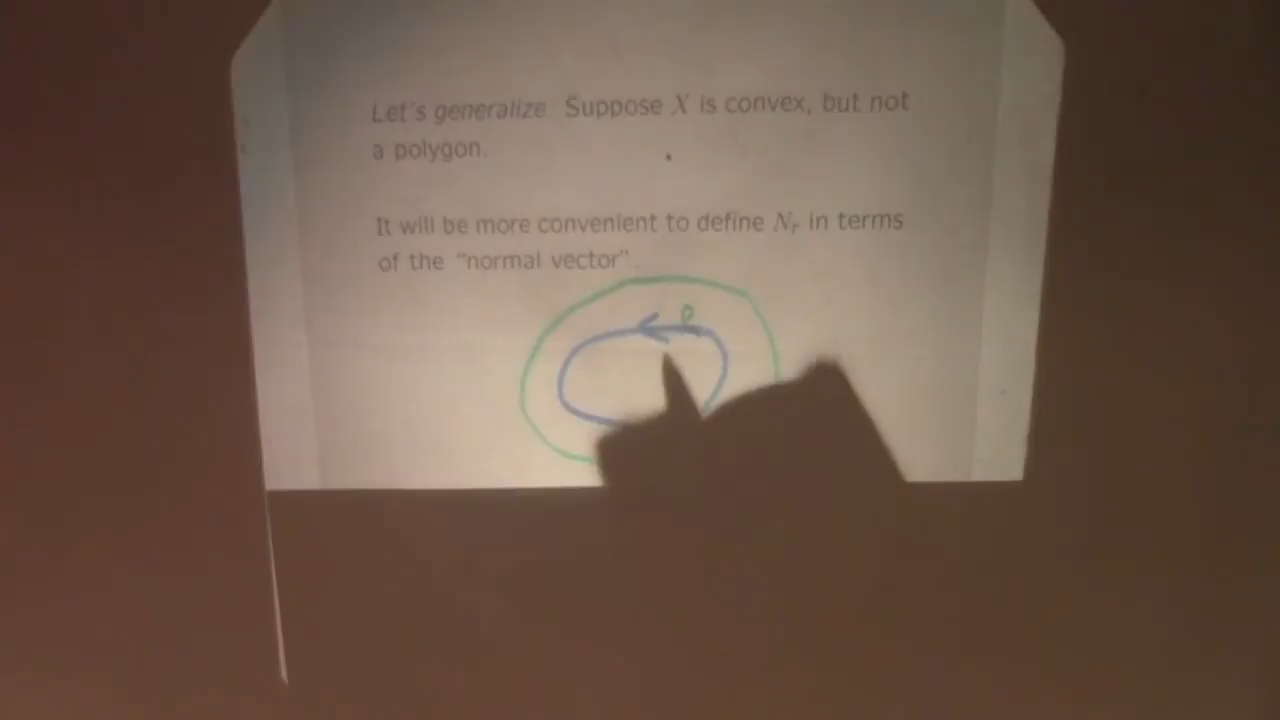 Let's generalize. Suppose X is convex, but not
a polygon.
It will be more convenient to define Nᵣ in terms
of the "normal vector".
P